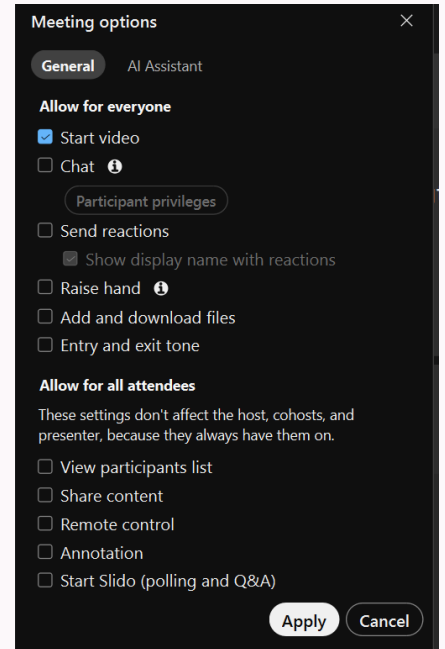 Meeting options
General AI Assistant
Allow for everyone
Start video
Chat
Participant privileges
Send reactions
Show display name with reactions
Raise hand
Add and download files
Entry and exit tone
Allow for all attendees
These settings don't affect the host, cohosts, and
presenter, because they always have them on.
View participants list
Share content
Remote control
Annotation
Start Slido (polling and Q&A)
Apply Cancel